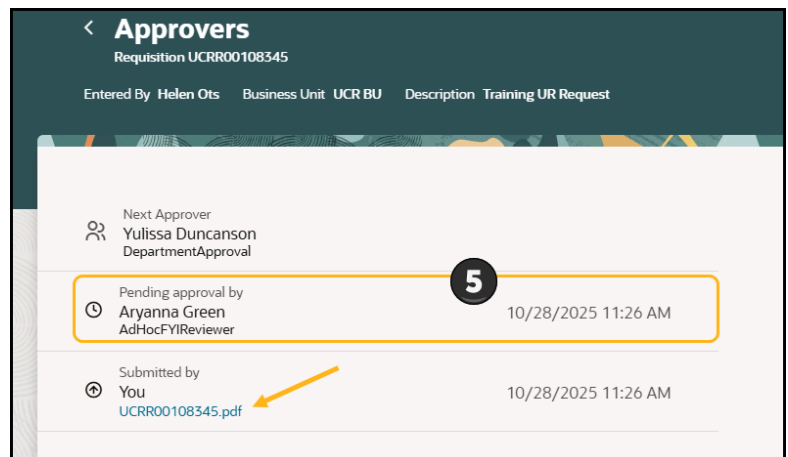 Approvers
Requisition UCRR00108345
Entered By Helen Ots Business Unit UCR BU Description Training UR Request
Next Approver
Yulissa Duncanson
DepartmentApproval
5
Pending approval by
Aryanna Green 10/28/2025 11:26 AM
AdHocFYIReviewer
Submitted by
You 10/28/2025 11:26 AM
UCRR00108345.pdf